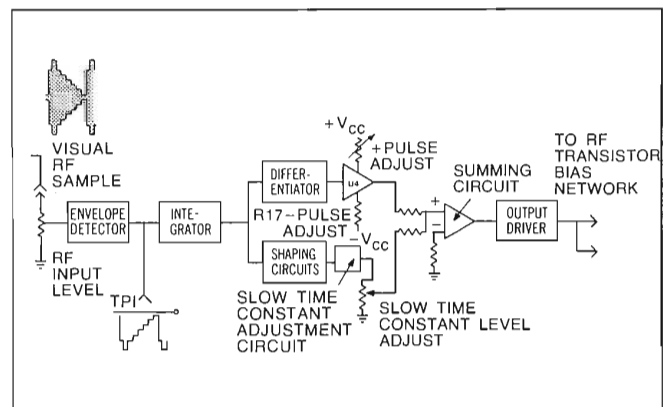 VISUAL
RF
SAMPLE
ENVELOPE
DETECTOR
RF
INPUT
LEVEL
TPI
INTE-
GRATOR
DIFFER-
ENTIATOR
+VCC
+PULSE
ADJUST
U4
R17-PULSE
ADJUST
-VCC
SHAPING
CIRCUITS
SLOW TIME
CONSTANT
ADJUSTMENT
CIRCUIT
SLOW TIME
CONSTANT LEVEL
ADJUST
SUMMING
CIRCUIT
+
-
OUTPUT
DRIVER
TO RF
TRANSISTOR
BIAS
NETWORK